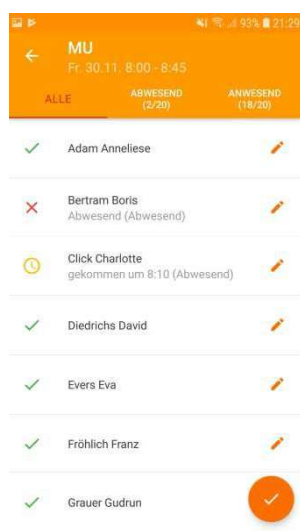 93% 21:29
MU
Fr. 30.11. 8:00 - 8:45
ALLE
ABWESEND
(2/20)
ANWESEND
(18/20)
Adam Anneliese
Bertram Boris
Abwesend (Abwesend)
Click Charlotte
gekommen um 8:10 (Abwesend)
Diedrichs David
Evers Eva
Fröhlich Franz
Grauer Gudrun